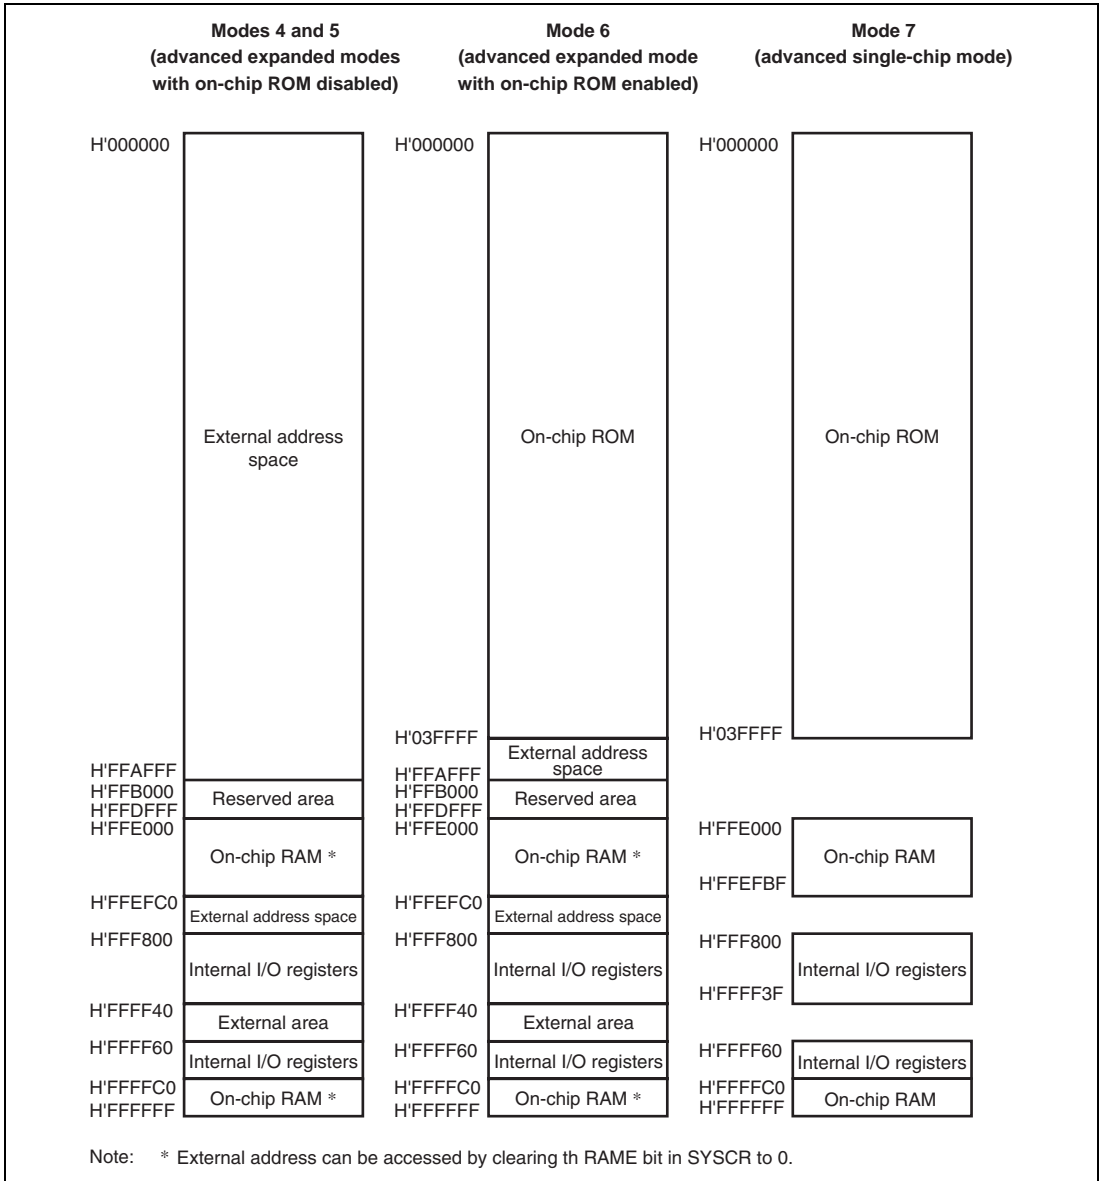 Modes 4 and 5
(advanced expanded modes
with on-chip ROM disabled)
Mode 6
(advanced expanded mode
with on-chip ROM enabled)
Mode 7
(advanced single-chip mode)
H'000000
External address
space
H'FFAFFF
H'FFB000
Reserved area
H'FFDFFF
H'FFE000
On-chip RAM *
H'FFEFC0
External address space
H'FFF800
Internal I/O registers
H'FFFF40
External area
H'FFFF60
Internal I/O registers
H'FFFFC0
On-chip RAM *
H'FFFFFF
H'000000
On-chip ROM
H'03FFFF
External address
space
H'FFAFFF
H'FFB000
Reserved area
H'FFDFFF
H'FFE000
On-chip RAM *
H'FFEFC0
External address space
H'FFF800
Internal I/O registers
H'FFFF40
External area
H'FFFF60
Internal I/O registers
H'FFFFC0
On-chip RAM *
H'FFFFFF
H'000000
On-chip ROM
H'03FFFF
H'FFE000
On-chip RAM
H'FFEFBF
H'FFF800
Internal I/O registers
H'FFFF3F
H'FFFF60
Internal I/O registers
H'FFFFC0
On-chip RAM
H'FFFFFF
Note: * External address can be accessed by clearing th RAME bit in SYSCR to 0.